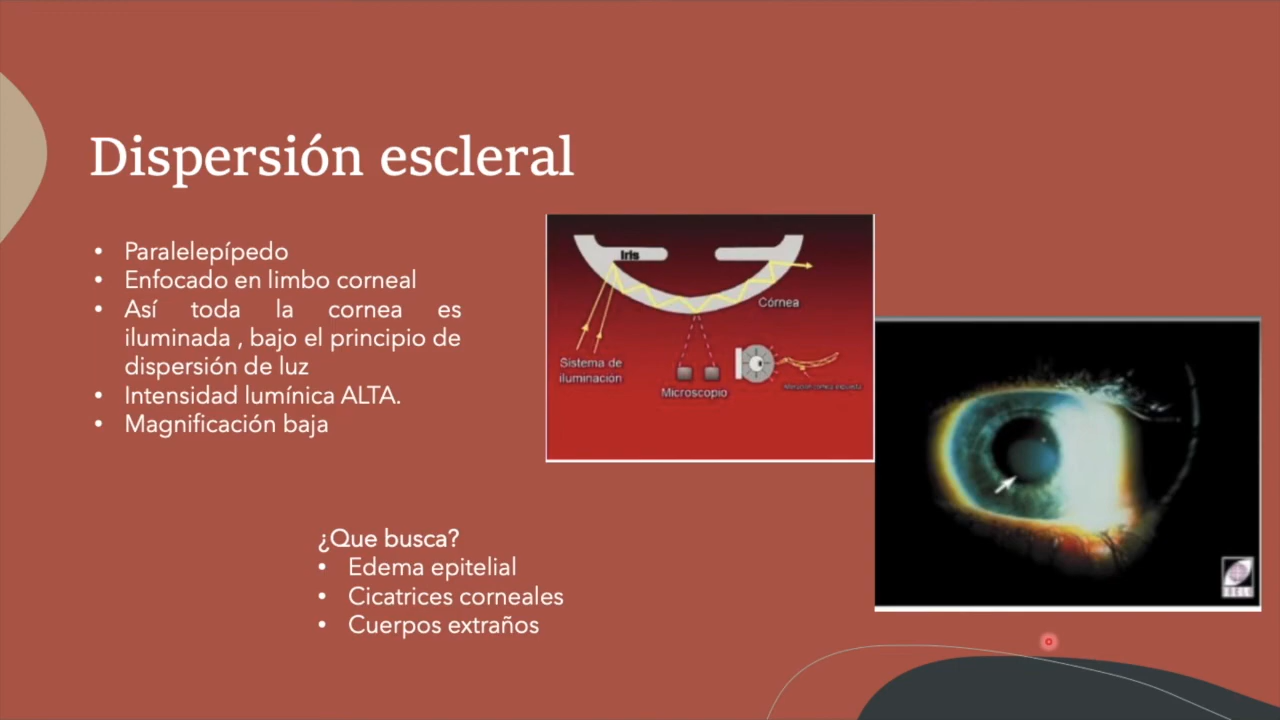 Dispersión escleral
• Paralelepípedo
• Enfocado en limbo corneal
• Así toda la cornea es
iluminada , bajo el principio de
dispersión de luz
• Intensidad lumínica ALTA.
• Magnificación baja
Iris
Córnea
Sistema de
iluminación
Microscopio
¿Que busca?
• Edema epitelial
• Cicatrices corneales
• Cuerpos extraños